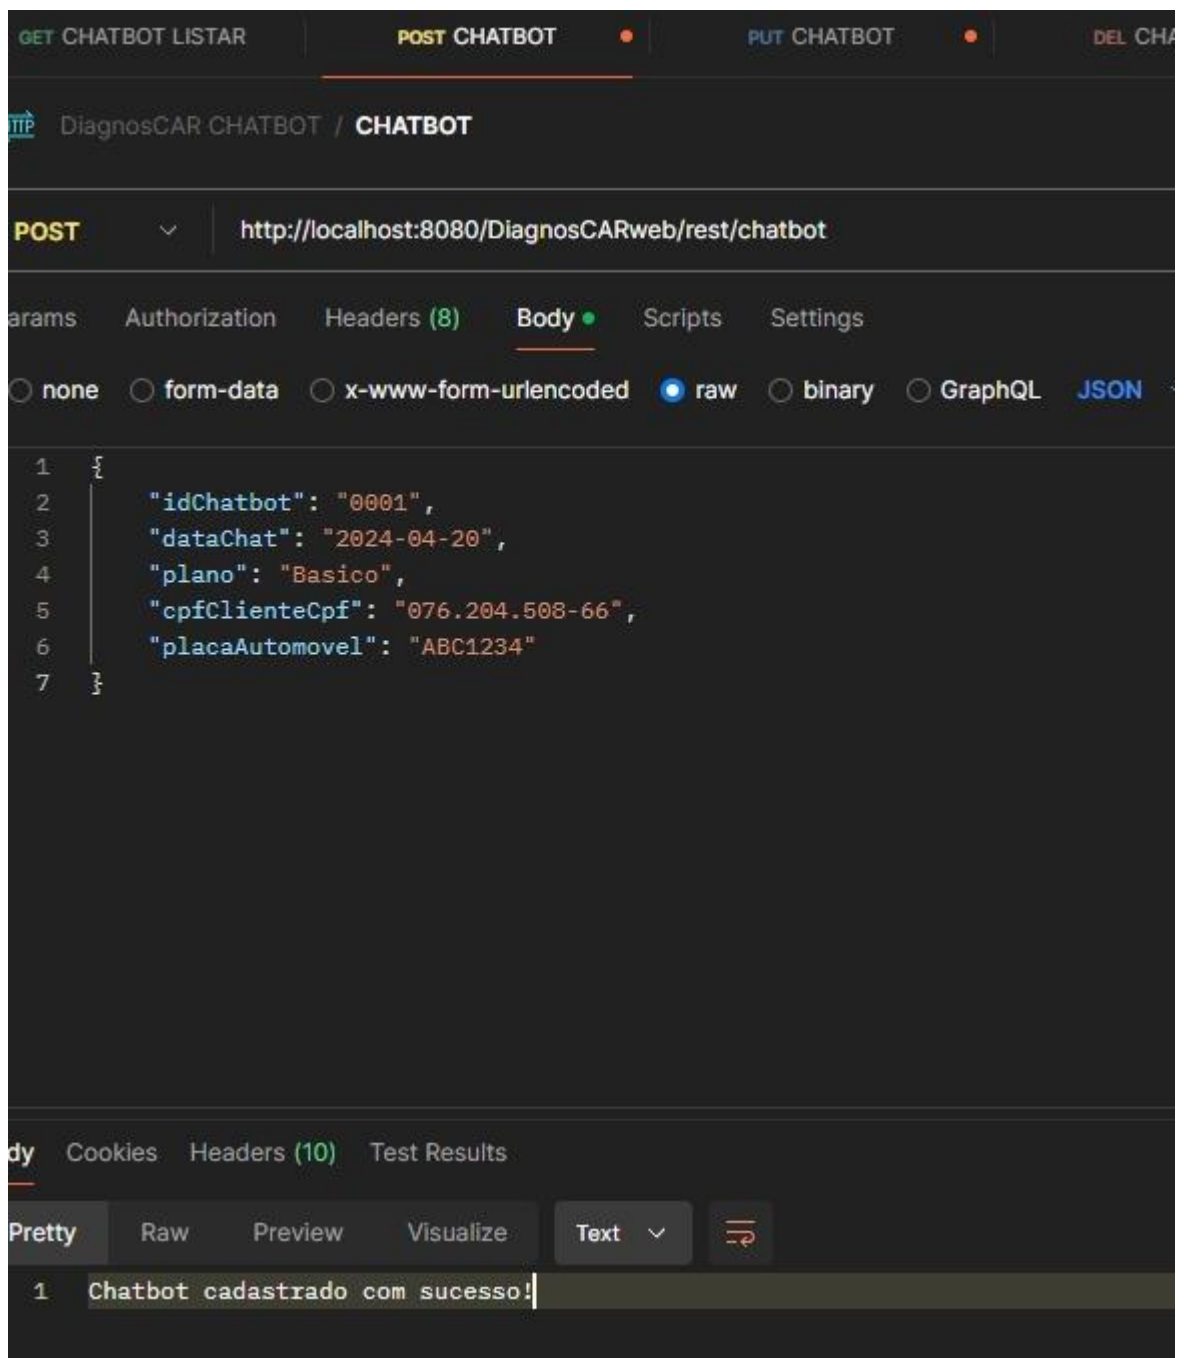 GET CHATBOT LISTAR POST CHATBOT PUT CHATBOT DEL CHA
HTTP DiagnosCAR CHATBOT / CHATBOT
POST http://localhost:8080/DiagnosCARweb/rest/chatbot
arams Authorization Headers (8) Body Scripts Settings
none form-data x-www-form-urlencoded raw binary GraphQL JSON
1 {
2 "idChatbot": "0001",
3 "dataChat": "2024-04-20",
4 "plano": "Basico",
5 "cpfClienteCpf": "076.204.508-66",
6 "placaAutomovel": "ABC1234"
7 }
dy Cookies Headers (10) Test Results
Pretty Raw Preview Visualize Text
1 Chatbot cadastrado com sucesso!